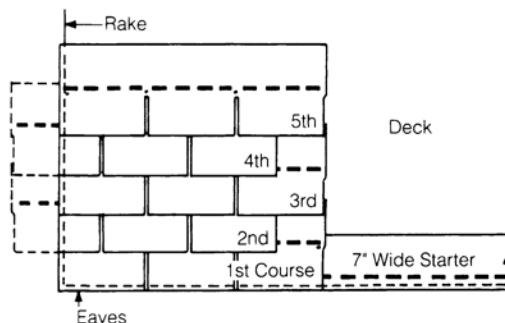 Rake
5th
Deck
4th
3rd
2nd
7" Wide Starter
1st Course
Eaves